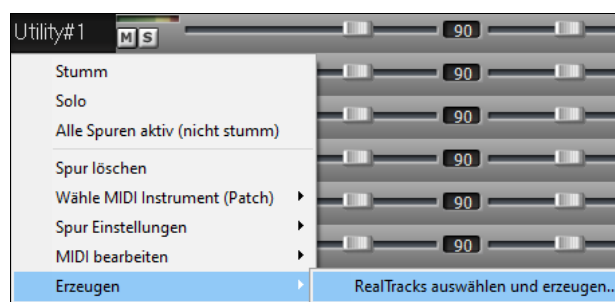 Utility#1 M S 90
Stumm 90
Solo
Alle Spuren aktiv (nicht stumm) 90
Spur löschen 90
Wähle MIDI Instrument (Patch) 90
Spur Einstellungen
MIDI bearbeiten 90
Erzeugen RealTracks auswählen und erzeugen..